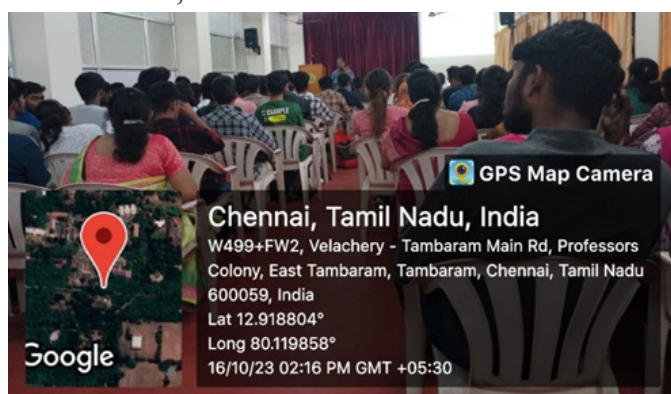 EXAMPLE
GPS Map Camera
Chennai, Tamil Nadu, India
W499+FW2, Velachery - Tambaram Main Rd, Professors
Colony, East Tambaram, Tambaram, Chennai, Tamil Nadu
600059, India
Lat 12.918804°
Long 80.119858°
16/10/23 02:16 PM GMT +05:30
Google